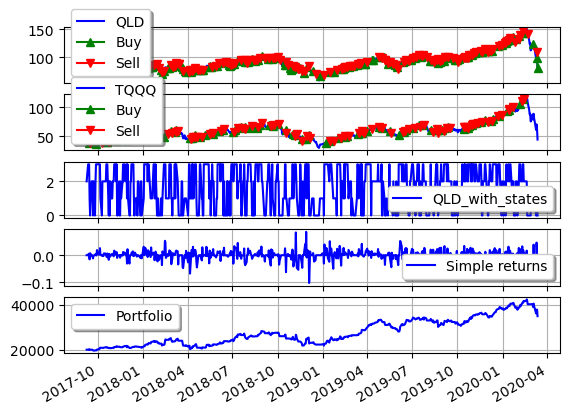 QLD
Buy
Sell
150
100
TQQQ
Buy
Sell
100
50
2
0
QLD_with_states
0.0
−0.1
Simple returns
40000
20000
Portfolio
2017-10
2018-01
2018-04
2018-07
2018-10
2019-01
2019-04
2019-07
2019-10
2020-01
2020-04